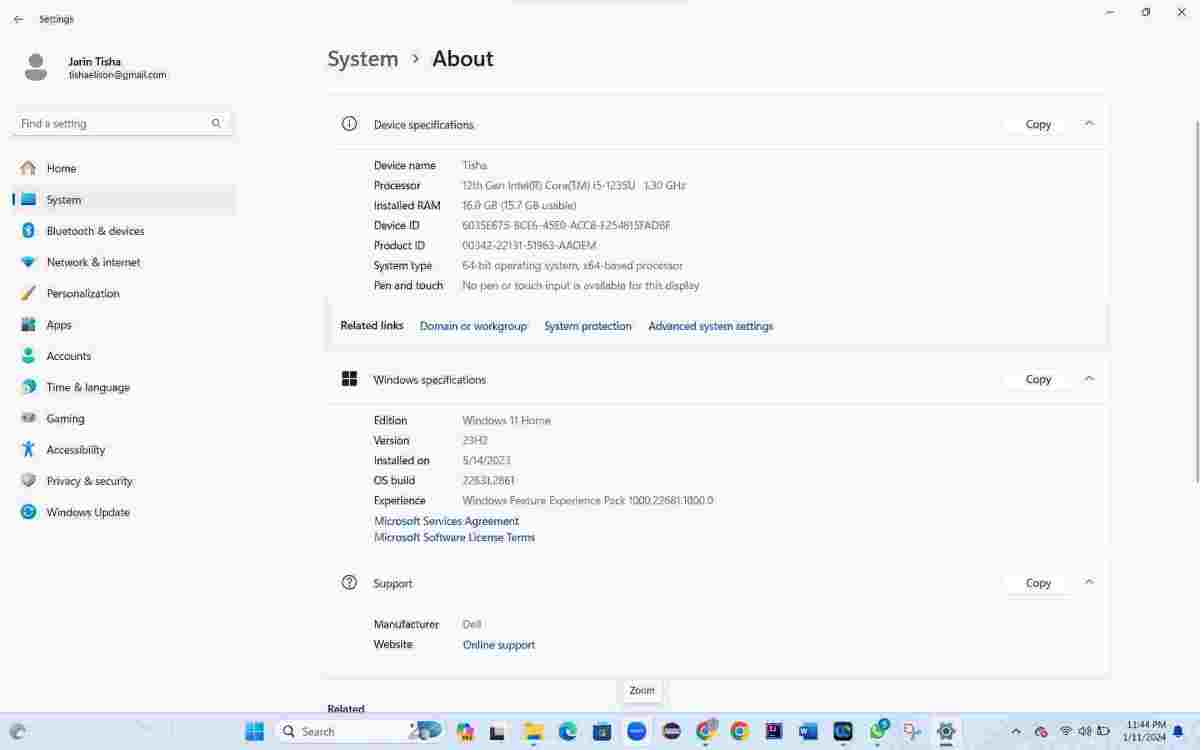 Settings
Jarin Tisha
tishaelison@gmail.com
Find a setting
Home
System
Bluetooth & devices
Network & internet
Personalization
Apps
Accounts
Time & language
Gaming
Accessibility
Privacy & security
Windows Update
System > About
Device specifications
Copy
Device name Tisha
Processor 12th Gen Intel(R) Core(TM) i5-1235U 1.30 GHz
Installed RAM 16.0 GB (15.7 GB usable)
Device ID
Product ID 00342-22131-51963-AAOEM
System type 64-bit operating system, x64-based processor
Pen and touch No pen or touch input is available for this display
Related links Domain or workgroup System protection Advanced system settings
Windows specifications
Copy
Edition Windows 11 Home
Version 23H2
Installed on 5/14/2023
OS build 22631.2861
Experience Windows Feature Experience Pack 1000.22681.1000.0
Microsoft Services Agreement
Microsoft Software License Terms
Support
Copy
Manufacturer Dell
Website Online support
Zoom
Related
Search
11:44 PM
1/11/2024